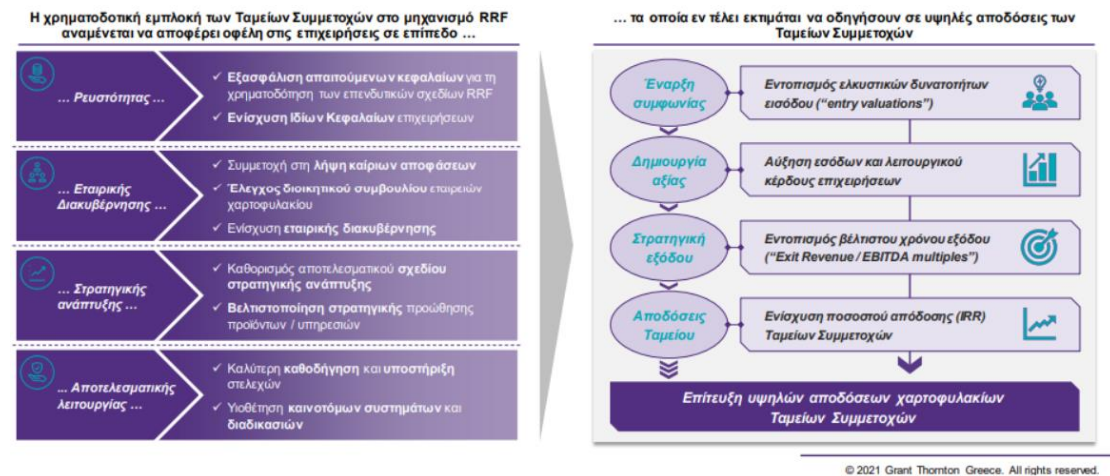 Η χρηματοδοτική εμπλοκή των Ταμείων Συμμετοχών στο μηχανισμό RRF
αναμένεται να αποφέρει οφέλη στις επιχειρήσεις σε επίπεδο …
… Ρευστότητας …
✓ Εξασφάλιση απαιτούμενων κεφαλαίων για τη
χρηματοδότηση των επενδυτικών σχεδίων RRF
✓ Ενίσχυση Ιδίων Κεφαλαίων επιχειρήσεων
… Εταιρικής
Διακυβέρνησης …
✓ Συμμετοχή στη λήψη καίριων αποφάσεων
✓ Έλεγχος διοικητικού συμβουλίου εταιρειών
χαρτοφυλακίου
✓ Ενίσχυση εταιρικής διακυβέρνησης
… Στρατηγικής
ανάπτυξης …
✓ Καθορισμός αποτελεσματικού σχεδίου
στρατηγικής ανάπτυξης
✓ Βελτιστοποίηση στρατηγικής προώθησης
προϊόντων / υπηρεσιών
... Αποτελεσματικής
λειτουργίας …
✓ Καλύτερη καθοδήγηση και υποστήριξη
στελεχών
✓ Υιοθέτηση καινοτόμων συστημάτων και
διαδικασιών
… τα οποία εν τέλει εκτιμάται να οδηγήσουν σε υψηλές αποδόσεις των
Ταμείων Συμμετοχών
Έναρξη
συμφωνίας
Εντοπισμός ελκυστικών δυνατοτήτων
εισόδου (“entry valuations”)
Δημιουργία
αξίας
Αύξηση εσόδων και λειτουργικού
κέρδους επιχειρήσεων
Στρατηγική
εξόδου
Εντοπισμός βέλτιστου χρόνου εξόδου
(“Exit Revenue / EBITDA multiples”)
Αποδόσεις
Ταμείου
Ενίσχυση ποσοστού απόδοσης (IRR)
Ταμείων Συμμετοχών
Επίτευξη υψηλών αποδόσεων χαρτοφυλακίων
Ταμείων Συμμετοχών
© 2021 Grant Thornton Greece. All rights reserved.